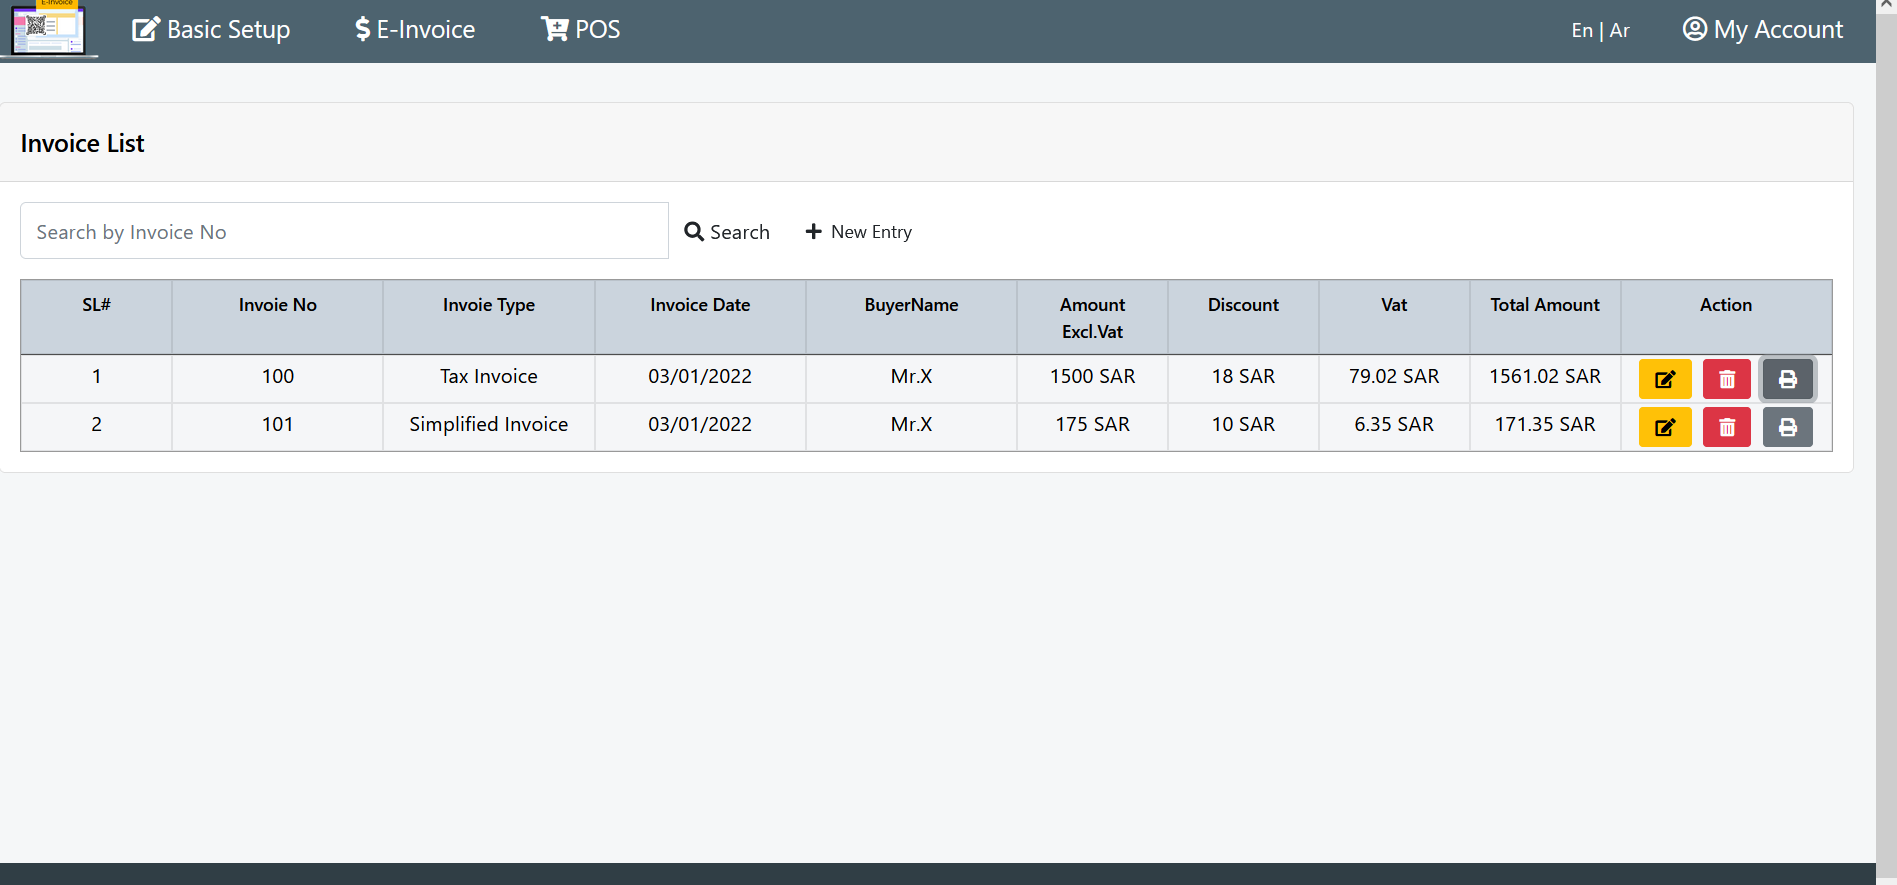 E-Invoice
Basic Setup E-Invoice POS En | Ar My Account
Invoice List
Search by Invoice No Search New Entry
SL# Invoie No Invoie Type Invoice Date BuyerName Amount Excl.Vat Discount Vat Total Amount Action
1 100 Tax Invoice 03/01/2022 Mr.X 1500 SAR 18 SAR 79.02 SAR 1561.02 SAR
2 101 Simplified Invoice 03/01/2022 Mr.X 175 SAR 10 SAR 6.35 SAR 171.35 SAR